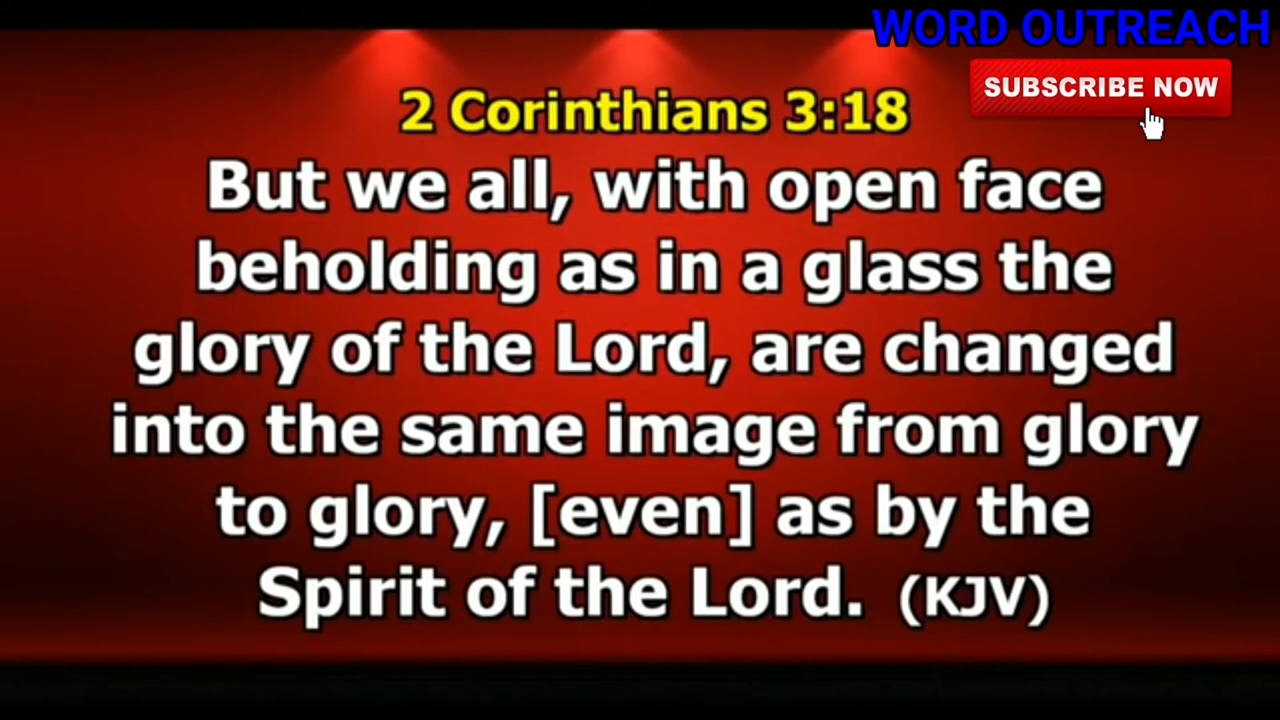 WORD OUTREACH
SUBSCRIBE NOW
2 Corinthians 3:18
But we all, with open face
beholding as in a glass the
glory of the Lord, are changed
into the same image from glory
to glory, [even] as by the
Spirit of the Lord. (KJV)